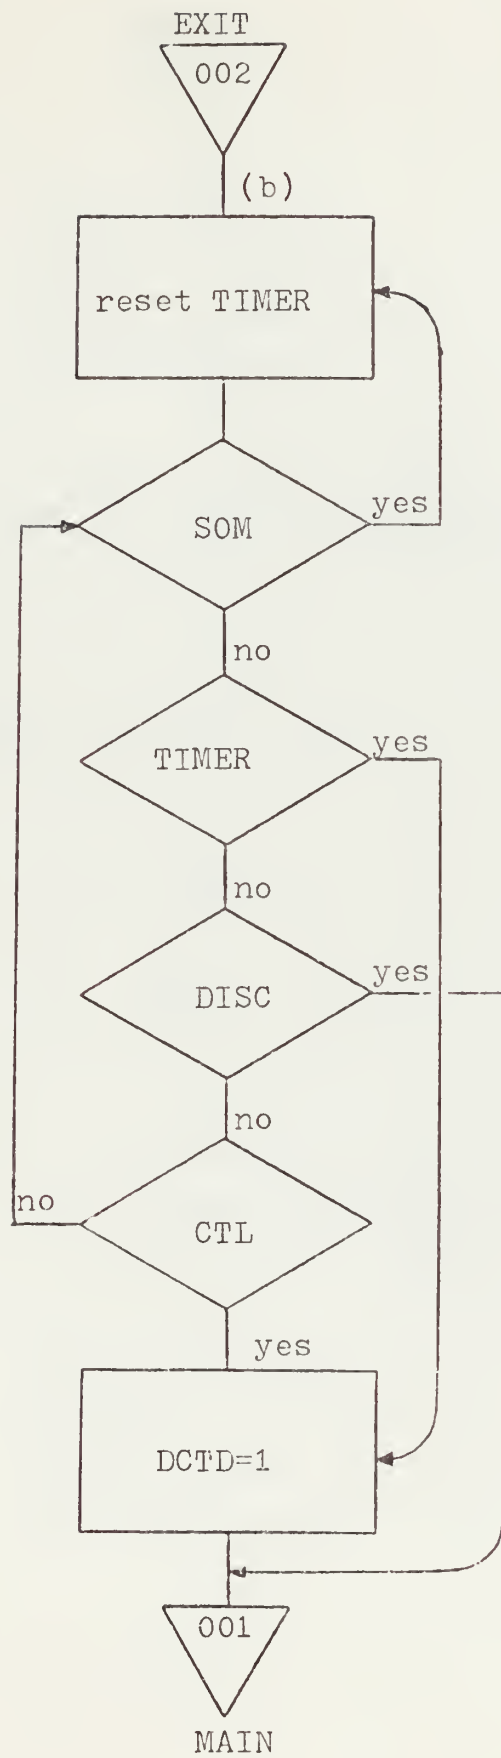 EXIT
002
(b)
reset TIMER
yes
SOM
no
TIMER
yes
no
yes
DISC
no
no
CTL
yes
DCTD=1
001
MAIN